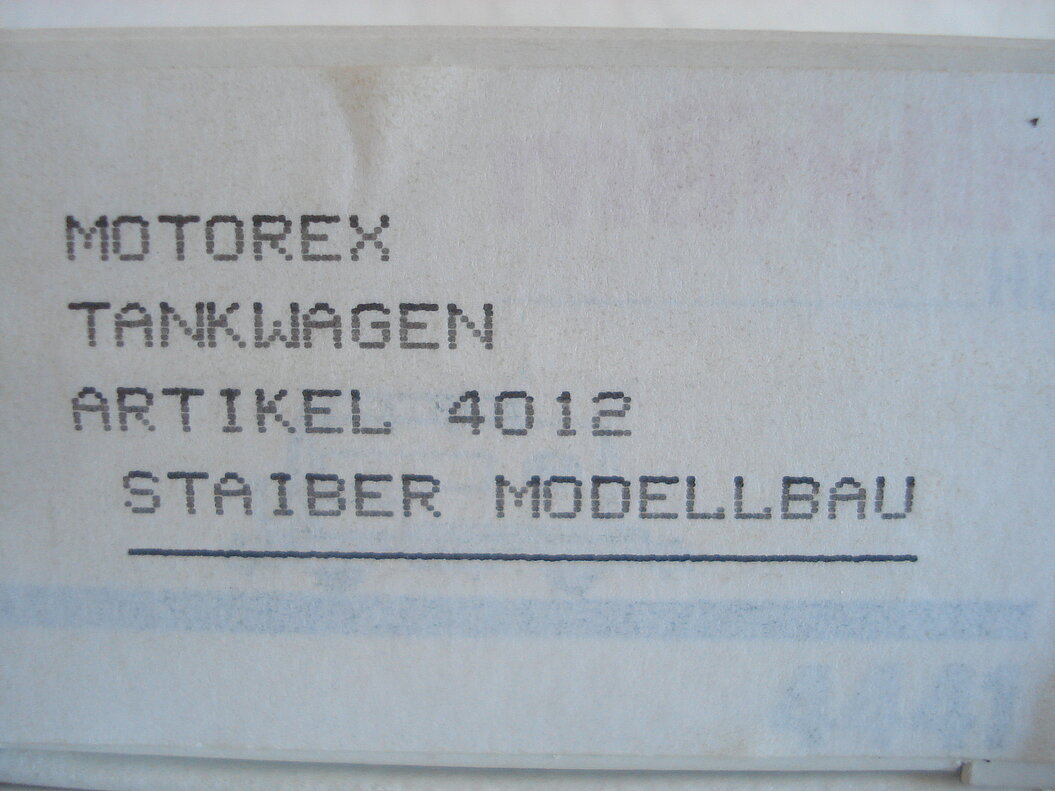 MOTOREX
TANKWAGEN
ARTIKEL 4012
STAIBER MODELLBAU